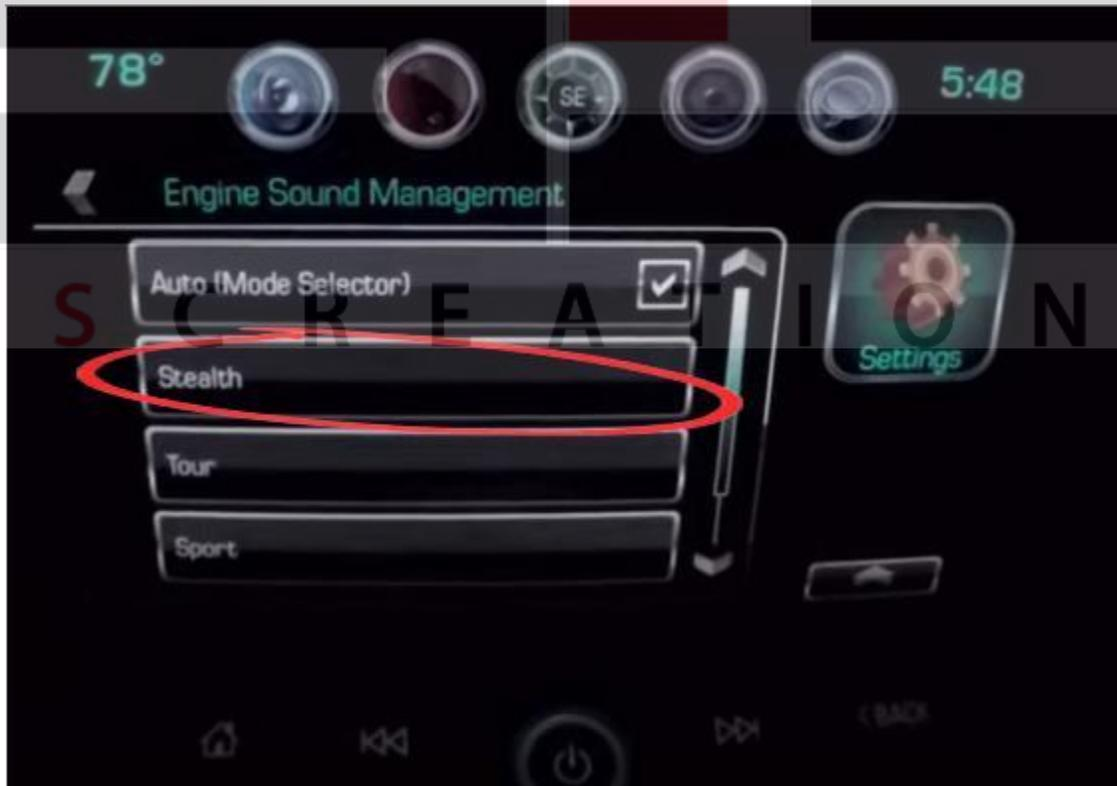 78°
SE
5:48
Engine Sound Management
Auto (Mode Selector)
S C R E A T I O N
Settings
Stealth
Tour
Sport
BACK